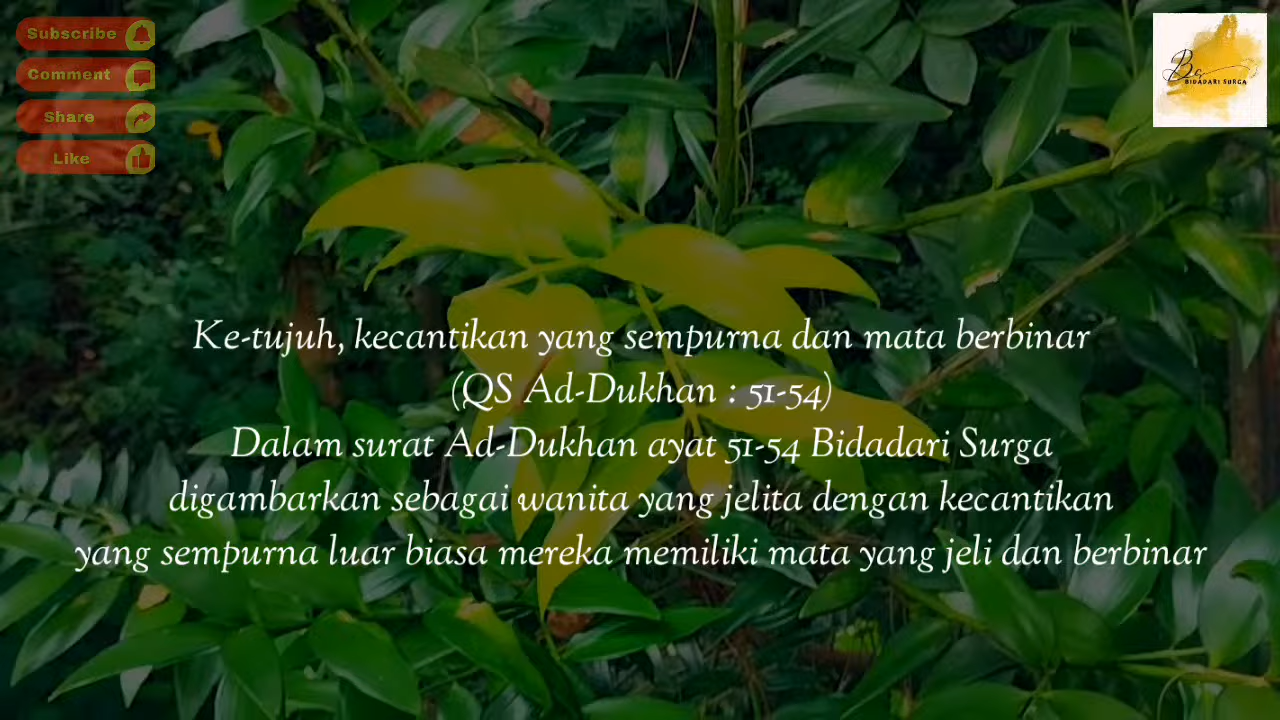 Subscribe
Comment
Share
Like
BIDADARI SURGA
Ke-tujuh, kecantikan yang sempurna dan mata berbinar
(QS Ad-Dukhan : 51-54)
Dalam surat Ad-Dukhan ayat 51-54 Bidadari Surga
digambarkan sebagai wanita yang jelita dengan kecantikan
yang sempurna luar biasa mereka memiliki mata yang jeli dan berbinar